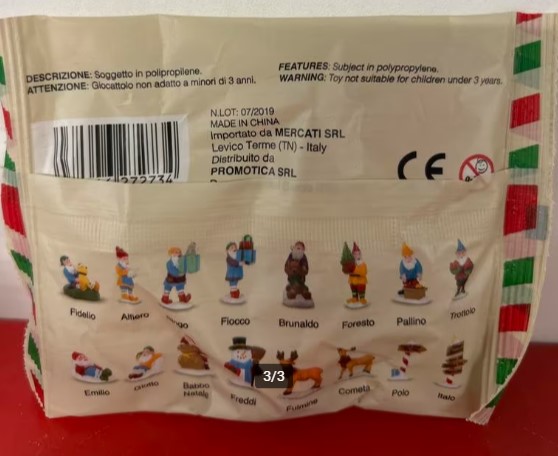 DESCRIZIONE: Soggetto in polipropilene.
ATTENZIONE: Giocattolo non adatto a minori di 3 anni.
FEATURES: Subject in polypropylene.
WARNING: Toy not suitable for children under 3 years.
N.LOT: 07/2019
MADE IN CHINA
Importato da MERCATI SRL
Levico Terme (TN) - Italy
Distribuito da
PROMOTICA SRL
CE
Fidelio Alfiero Fiocco Brunaldo Foresto Pallino Trottolo
3/3
Emilio Babbo Freddi Fulmine Cometa Polo Italo
Natale